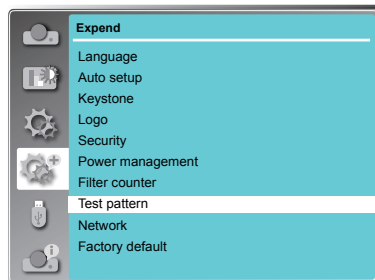 Expend
Language
Auto setup
Keystone
Logo
Security
Power management
Filter counter
Test pattern
Network
Factory default